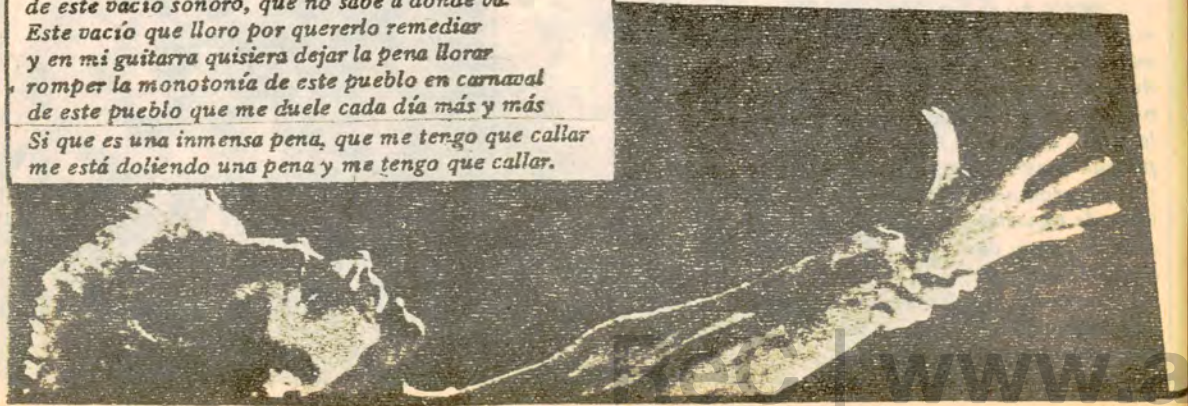 de este vacío sonoro, que no sabe a donde va.
Este vacío que lloro por quererlo remediar
y en mi guitarra quisiera dejar la pena llorar
romper la monotonía de este pueblo en carnaval
de este pueblo que me duele cada día más y más
Si que es una inmensa pena, que me tengo que callar
me está doliendo una pena y me tengo que callar.
www.a